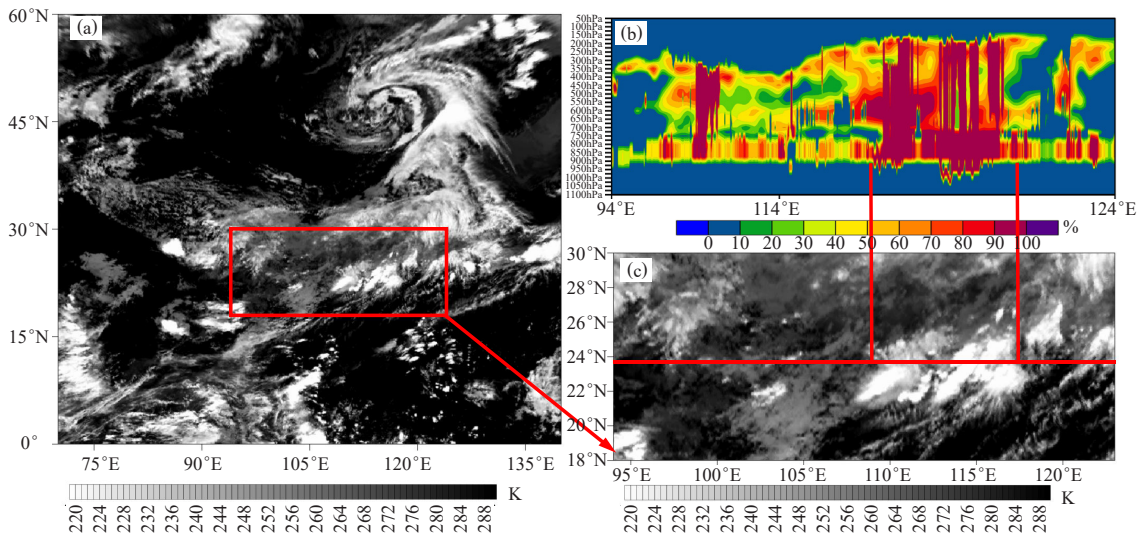 (a)
60°N
45°N
30°N
15°N
0°
75°E
90°E
105°E
120°E
135°E
K
220
224
228
232
236
240
244
248
252
256
260
264
268
272
276
280
284
288
(b)
50hPa
100hPa
150hPa
200hPa
250hPa
300hPa
350hPa
400hPa
450hPa
500hPa
550hPa
600hPa
650hPa
700hPa
750hPa
800hPa
850hPa
900hPa
950hPa
1000hPa
1050hPa
1100hPa
94°E
114°E
124°E
0 10 20 30 40 50 60 70 80 90 100 %
(c)
30°N
28°N
26°N
24°N
22°N
20°N
18°N
95°E
100°E
105°E
110°E
115°E
120°E
K
220
224
228
232
236
240
244
248
252
256
260
264
268
272
276
280
284
288